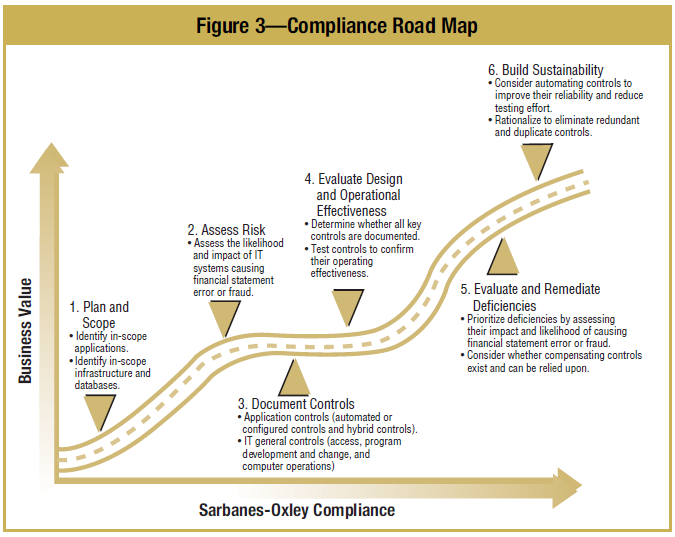 Figure 3—Compliance Road Map
Business Value
1. Plan and
Scope
• Identify in-scope
applications.
• Identify in-scope
infrastructure and
databases.
2. Assess Risk
• Assess the likelihood
and impact of IT
systems causing
financial statement
error or fraud.
3. Document Controls
• Application controls (automated or
configured controls and hybrid controls).
• IT general controls (access, program
development and change, and
computer operations)
4. Evaluate Design
and Operational
Effectiveness
• Determine whether all key
controls are documented.
• Test controls to confirm
their operating
effectiveness.
5. Evaluate and Remediate
Deficiencies
• Prioritize deficiencies by assessing
their impact and likelihood of causing
financial statement error or fraud.
• Consider whether compensating controls
exist and can be relied upon.
6. Build Sustainability
• Consider automating controls to
improve their reliability and reduce
testing effort.
• Rationalize to eliminate redundant
and duplicate controls.
Sarbanes-Oxley Compliance